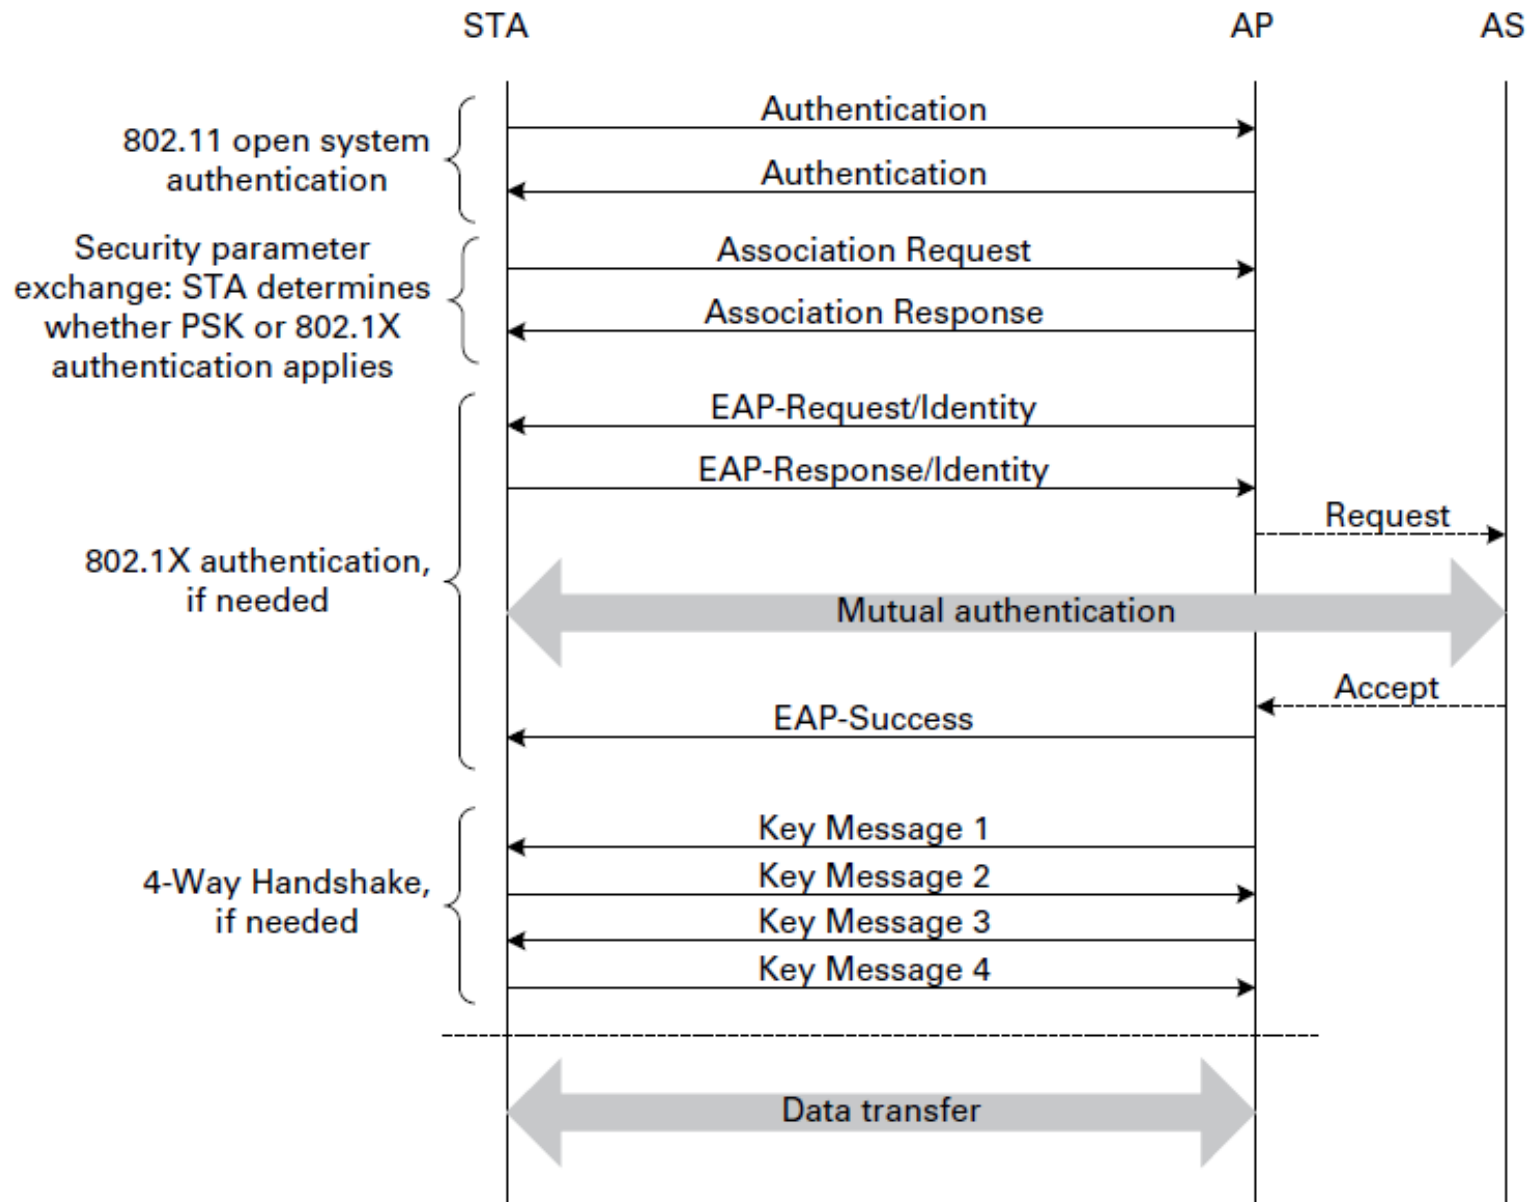 STA
AP
AS
802.11 open system
authentication
Authentication
Authentication
Security parameter
exchange: STA determines
whether PSK or 802.1X
authentication applies
Association Request
Association Response
802.1X authentication,
if needed
EAP-Request/Identity
EAP-Response/Identity
Request
Mutual authentication
Accept
EAP-Success
4-Way Handshake,
if needed
Key Message 1
Key Message 2
Key Message 3
Key Message 4
Data transfer